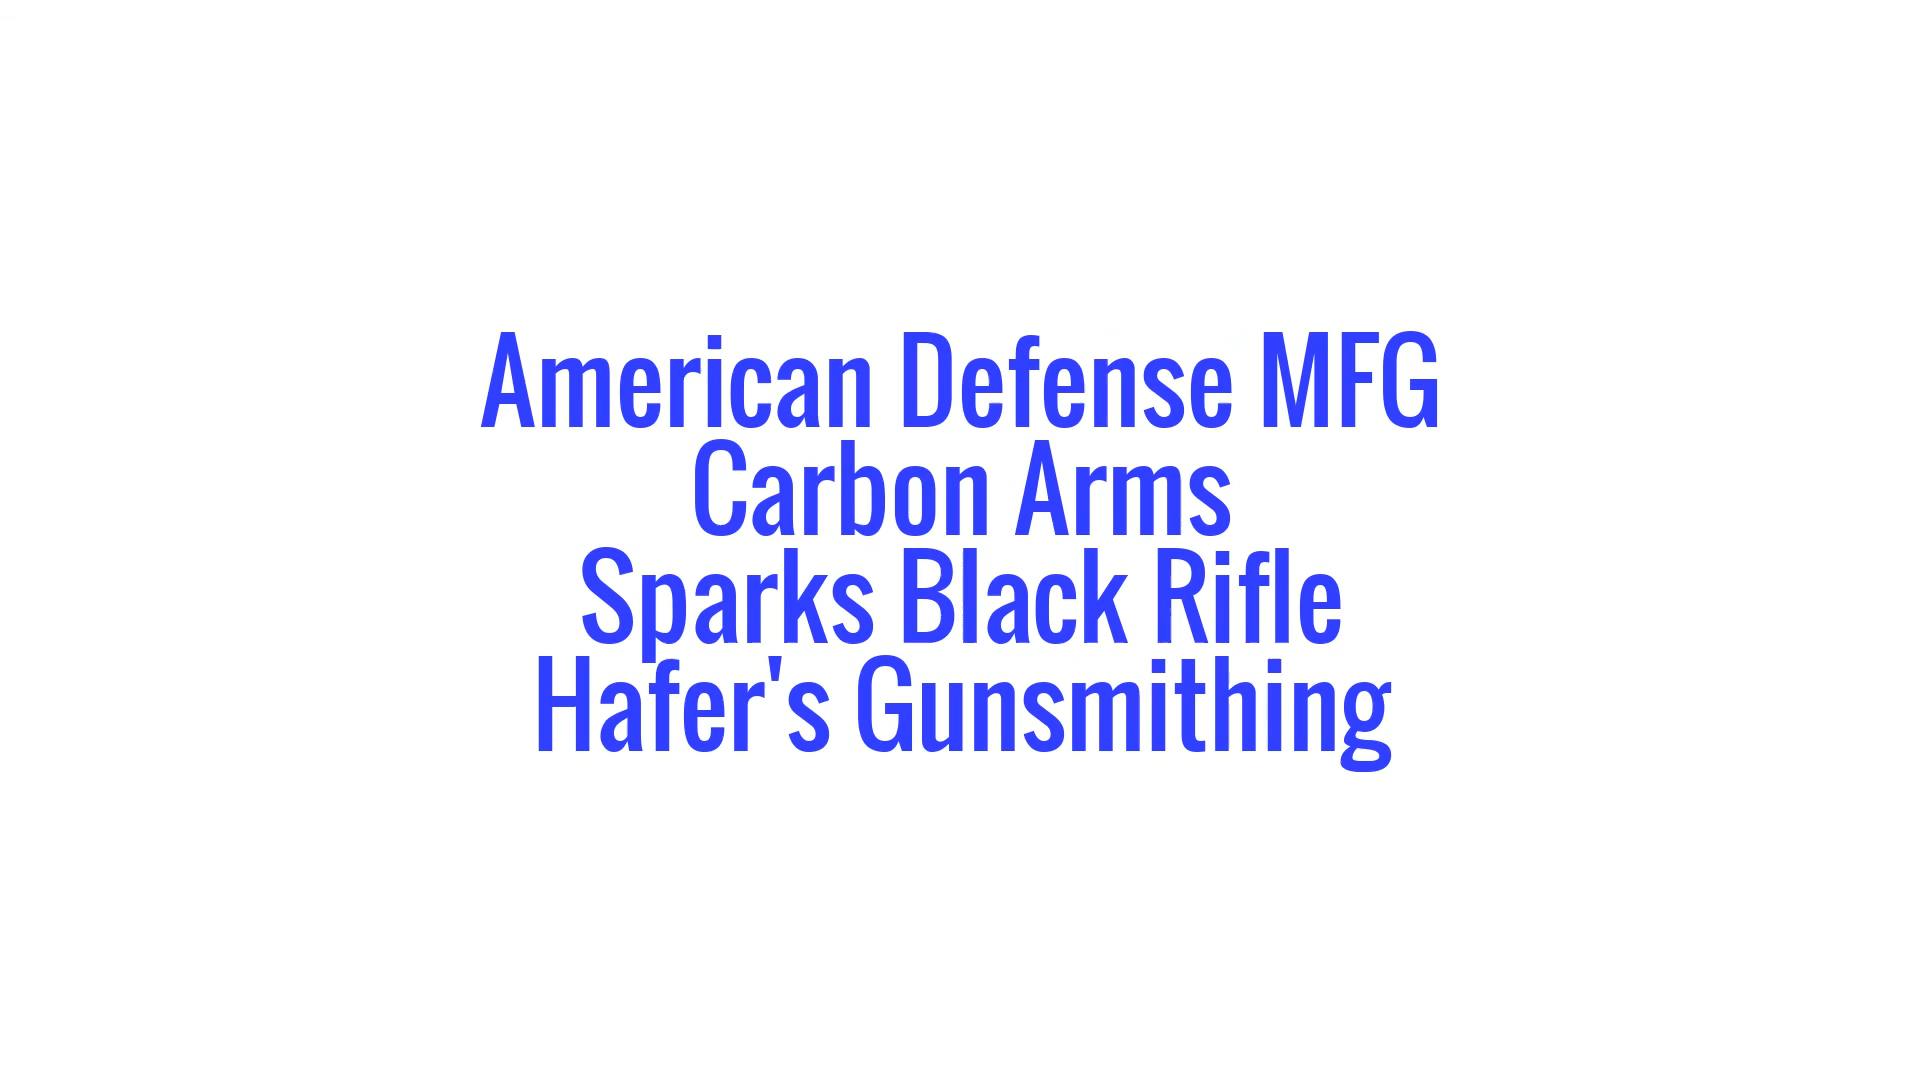 American Defense MFG
Carbon Arms
Sparks Black Rifle
Hafer's Gunsmithing